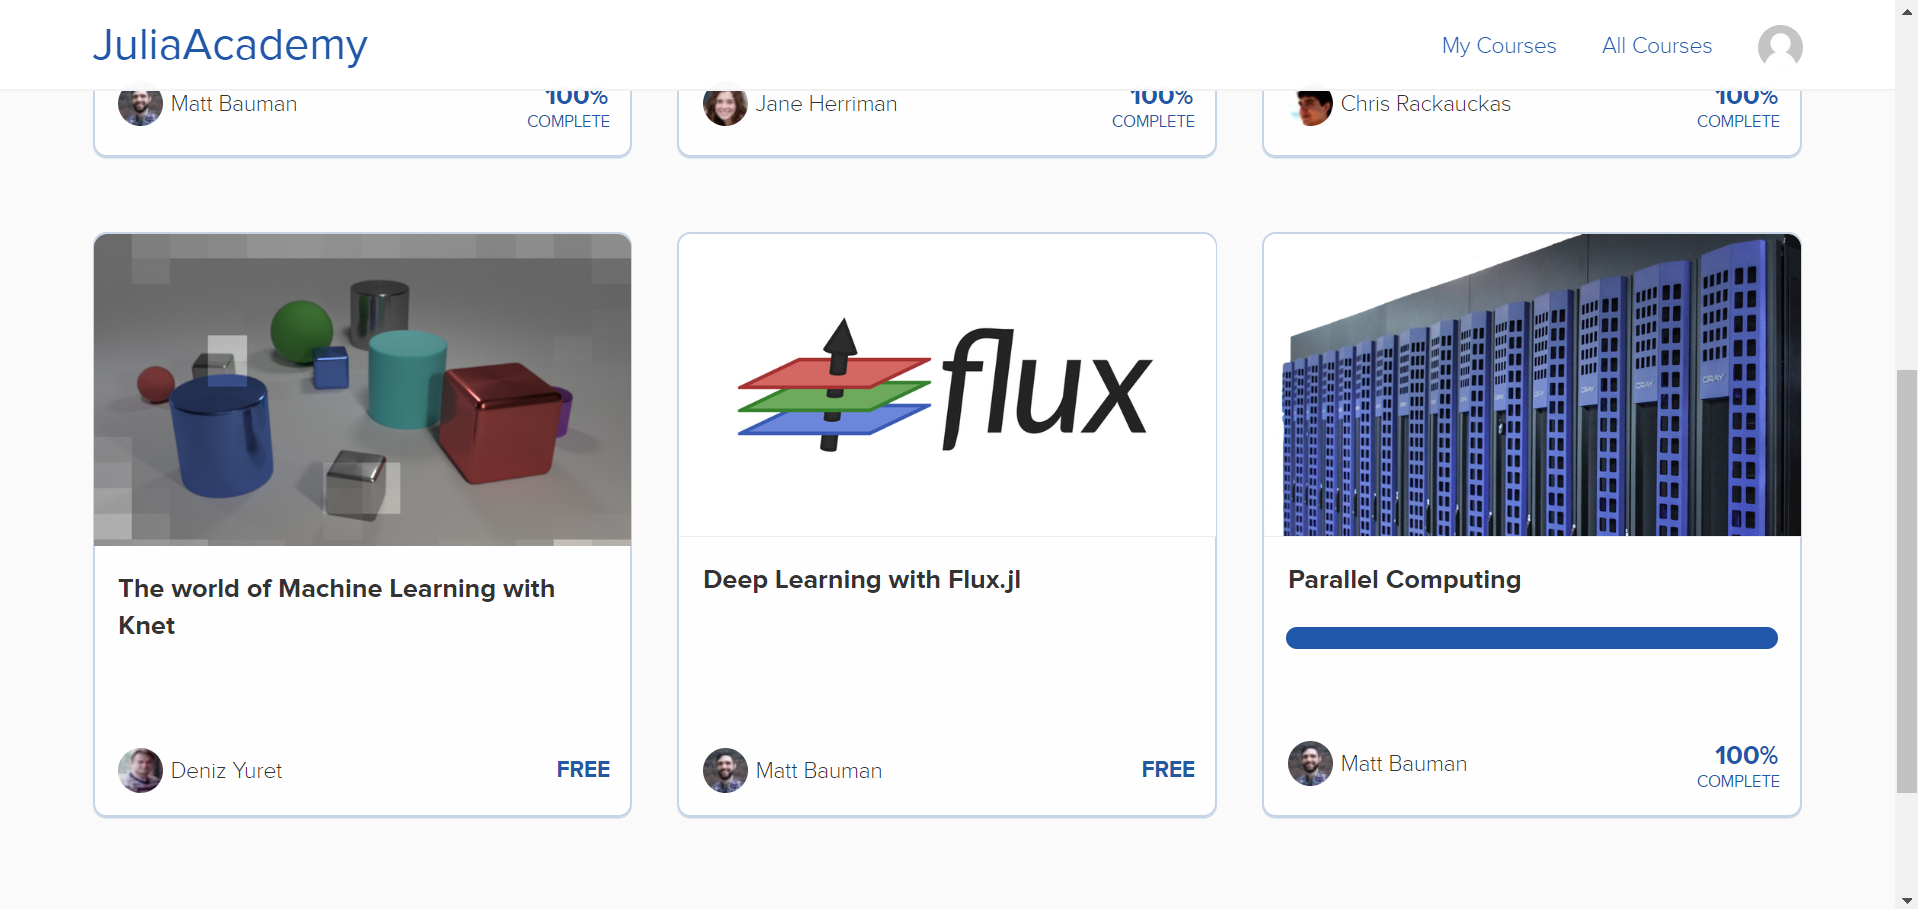 JuliaAcademy
My Courses
All Courses
Matt Bauman
100%
COMPLETE
Jane Herriman
100%
COMPLETE
Chris Rackauckas
100%
COMPLETE
flux
CRAY
CRAY
CRAY
The world of Machine Learning with
Knet
Deniz Yuret
FREE
Deep Learning with Flux.jl
Matt Bauman
FREE
Parallel Computing
Matt Bauman
100%
COMPLETE